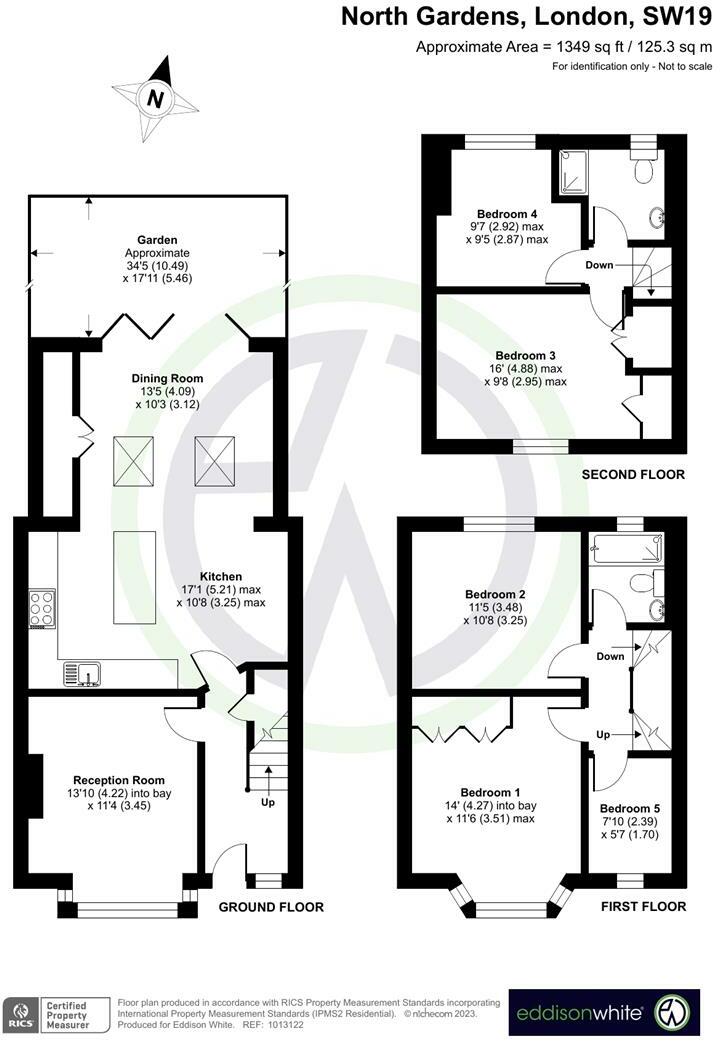 North Gardens, London, SW19
Approximate Area = 1349 sq ft / 125.3 sq m
For identification only - Not to scale
N
Garden
Approximate
34'5 (10.49)
x 17'11 (5.46)
Dining Room
13'5 (4.09)
x 10'3 (3.12)
Kitchen
17'1 (5.21) max
x 10'8 (3.25) max
Reception Room
13'10 (4.22) into bay
x 11'4 (3.45)
Up
GROUND FLOOR
Bedroom 4
9'7 (2.92) max
x 9'5 (2.87) max
Down
Bedroom 3
16' (4.88) max
x 9'8 (2.95) max
SECOND FLOOR
Bedroom 2
11'5 (3.48)
x 10'8 (3.25)
Down
Up
Bedroom 1
14' (4.27) into bay
x 11'6 (3.51) max
Bedroom 5
7'10 (2.39)
x 5'7 (1.70)
FIRST FLOOR
RICS
Certified
Property
Measurer
Floor plan produced in accordance with RICS Property Measurement Standards incorporating
International Property Measurement Standards (IPMS2 Residential). © nichecom 2023.
Produced for Eddison White. REF: 1013122
eddisonwhite